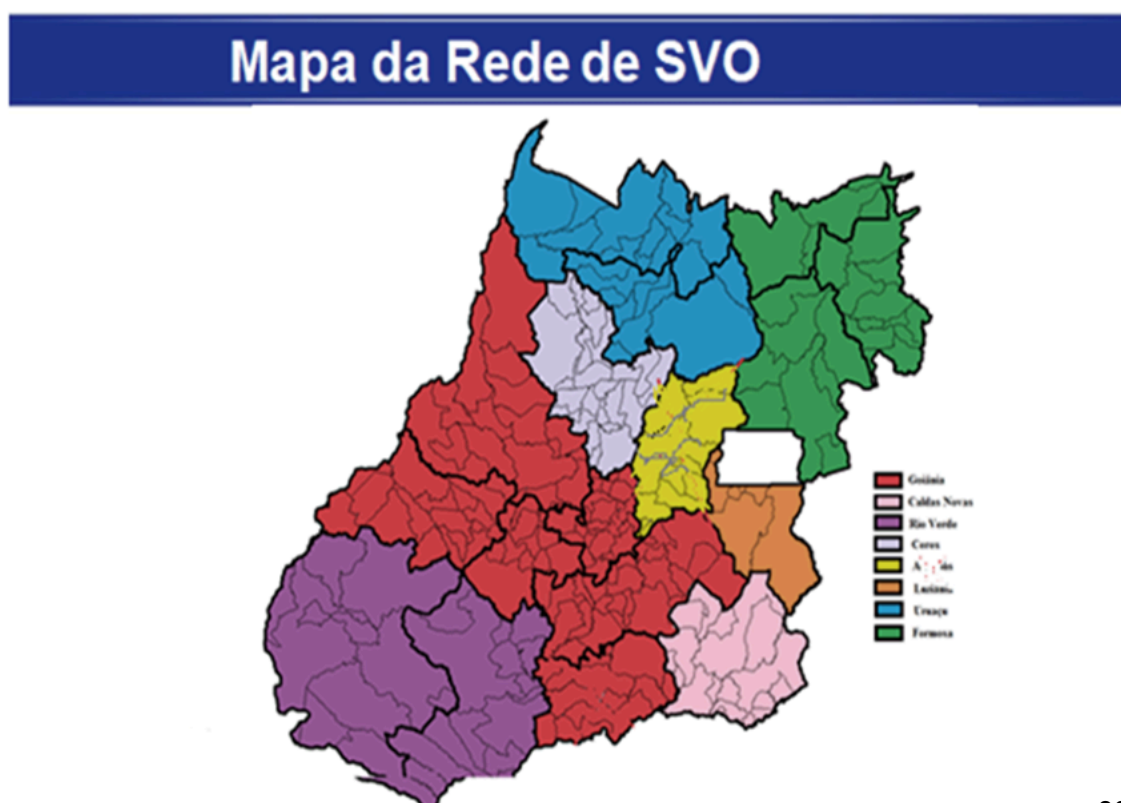 Mapa da Rede de SVO
Goiânia
Caldas Novas
Rio Verde
Ceres
Luziânia
Uruaçu
Formosa